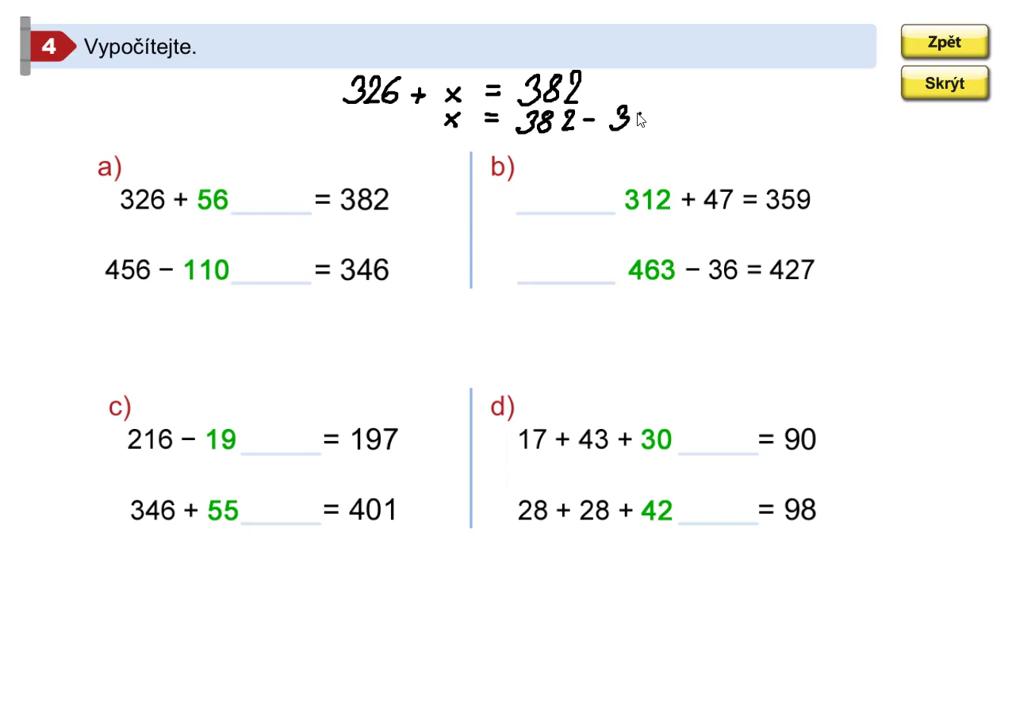 4 Vypočítejte.
Zpět
Skrýt
326 + x = 382
x = 382 - 3
a)
326 + 56 = 382
456 − 110 = 346
b)
312 + 47 = 359
463 − 36 = 427
c)
216 − 19 = 197
346 + 55 = 401
d)
17 + 43 + 30 = 90
28 + 28 + 42 = 98